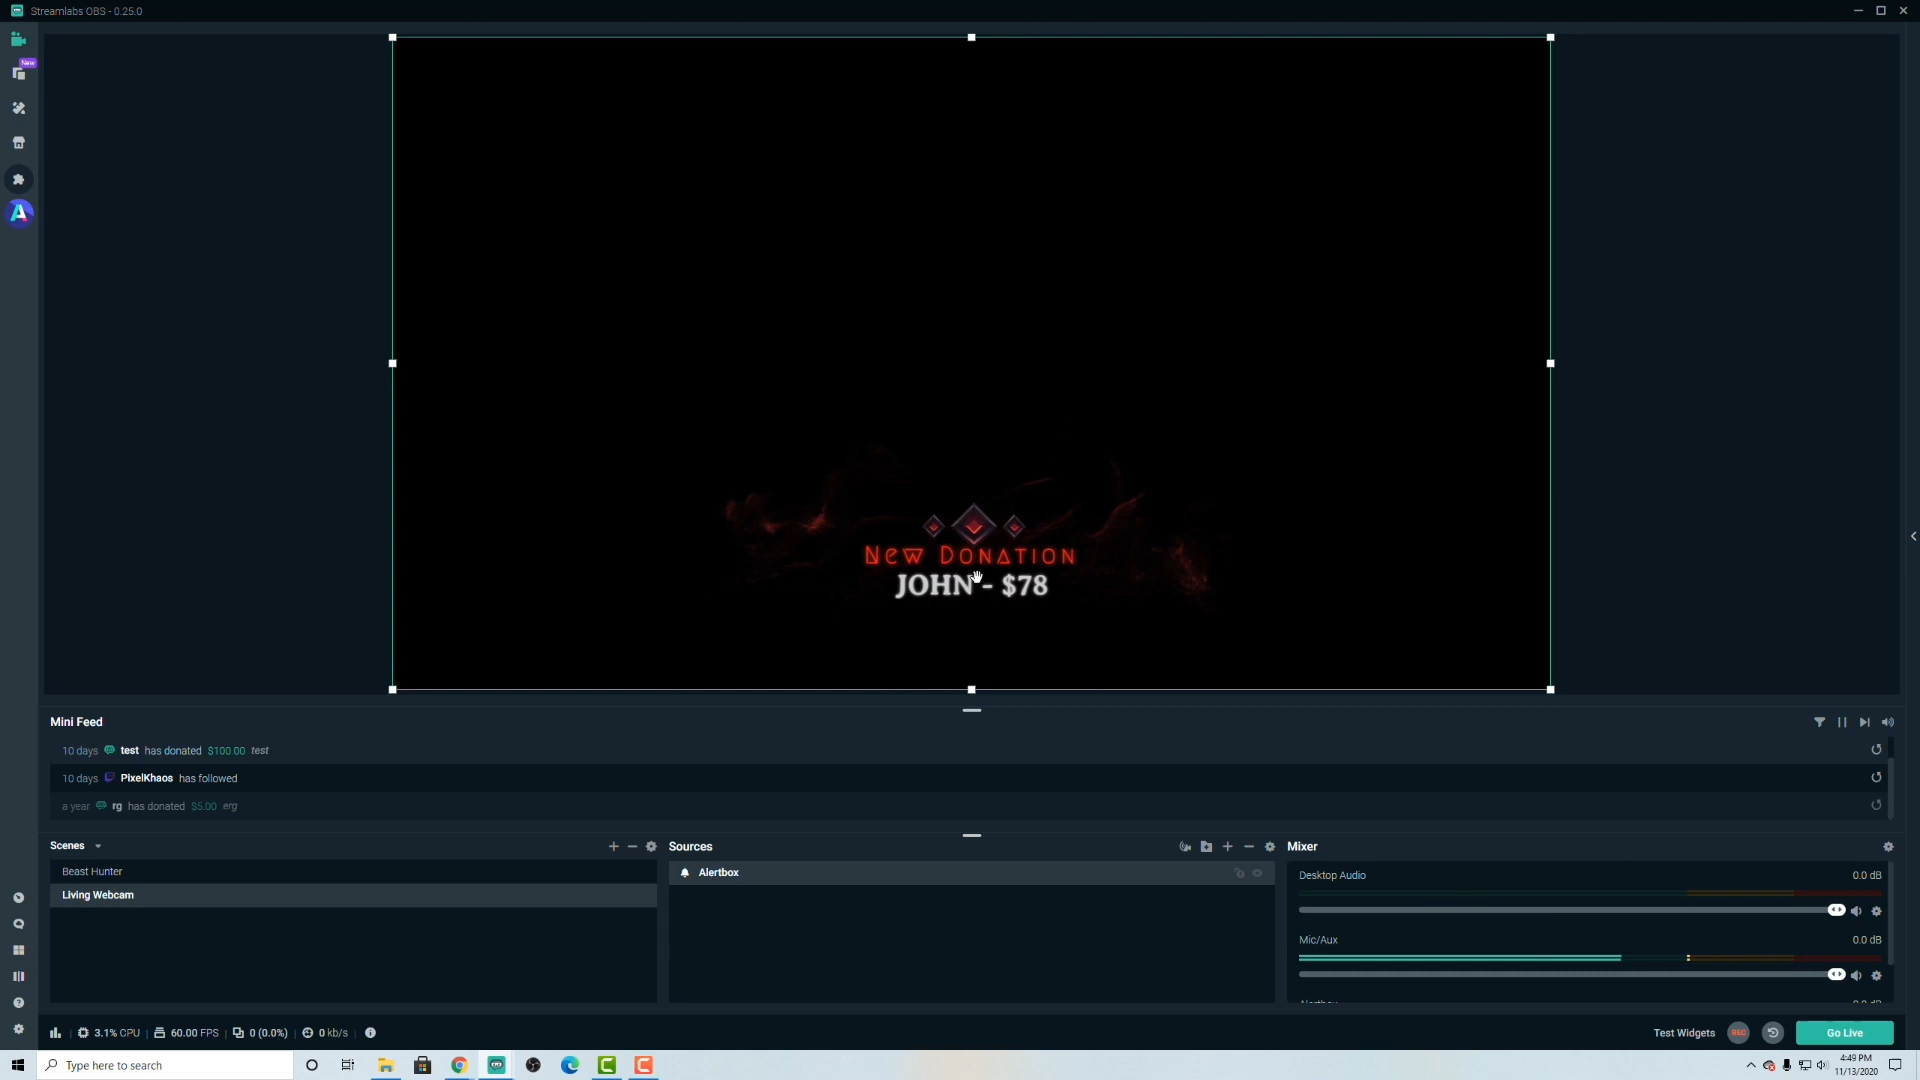 Streamlabs OBS - 0.25.0
New
New Donation
JOHN - $78
Mini Feed
10 days test has donated $100.00 test
10 days PixelKhaos has followed
a year rg has donated $5.00 erg
Scenes
Beast Hunter
Living Webcam
Sources
Alertbox
Mixer
Desktop Audio 0.0 dB
Mic/Aux 0.0 dB
3.1% CPU 60.00 FPS 0 (0.0%) 0 kb/s
Test Widgets REC Go Live
Type here to search
4:49 PM
11/13/2020